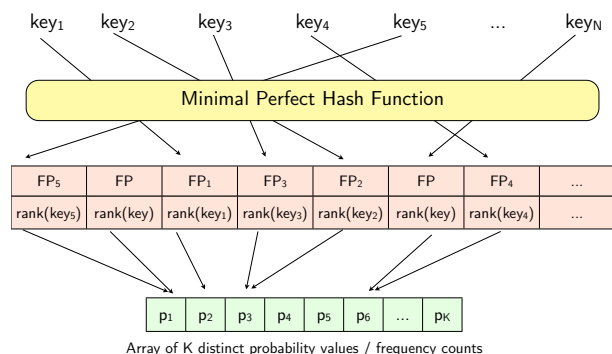 key₁ key₂ key₃ key₄ key₅ ... key_N
Minimal Perfect Hash Function
FP₅ FP FP₁ FP₃ FP₂ FP FP₄ ...
rank(key₅) rank(key) rank(key₁) rank(key₃) rank(key₂) rank(key) rank(key₄) ...
p₁ p₂ p₃ p₄ p₅ p₆ ... p_K
Array of K distinct probability values / frequency counts